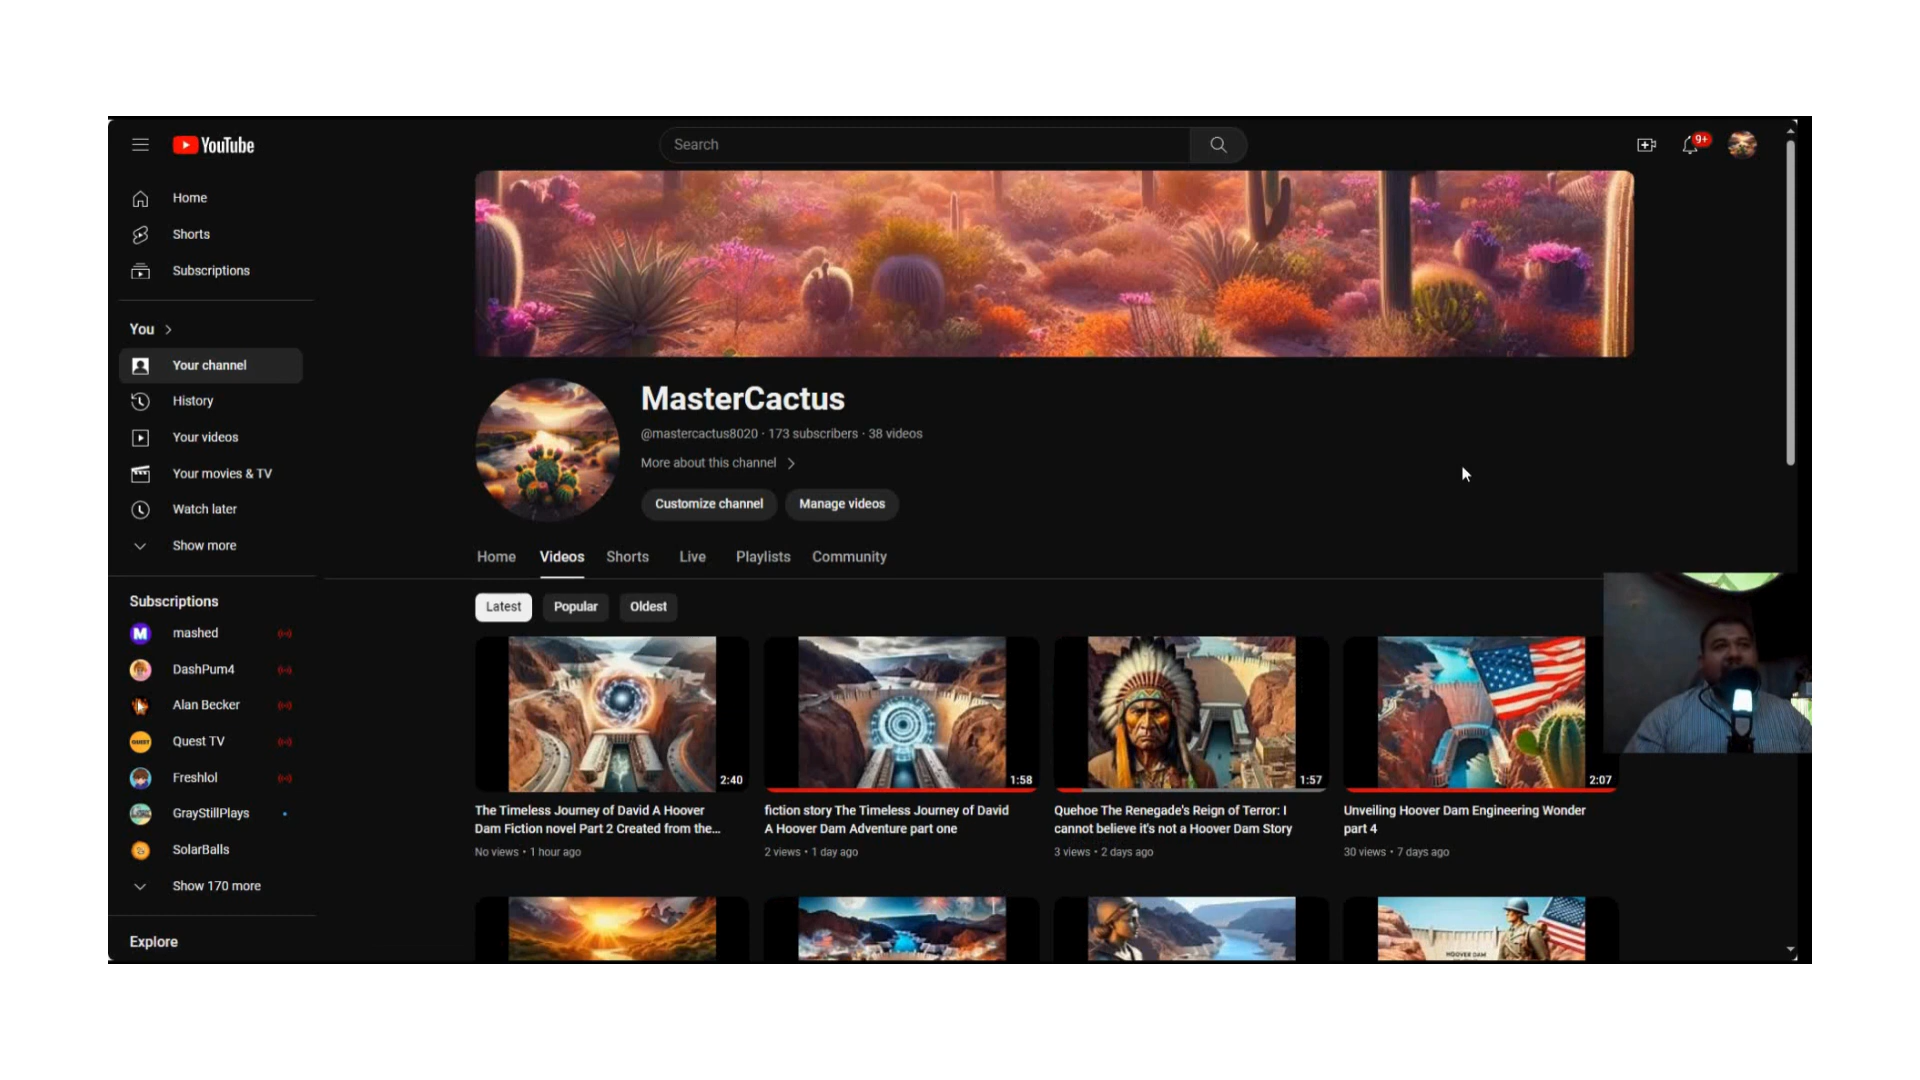 YouTube
Search
9+
Home
Shorts
Subscriptions
You
Your channel
History
Your videos
Your movies & TV
Watch later
Show more
Subscriptions
M mashed
DashPum4
Alan Becker
Quest TV
Freshlol
GrayStillPlays
SolarBalls
Show 170 more
Explore
MasterCactus
@mastercactus8020 · 173 subscribers · 38 videos
More about this channel
Customize channel
Manage videos
Home Videos Shorts Live Playlists Community
Latest Popular Oldest
2:40
The Timeless Journey of David A Hoover
Dam Fiction novel Part 2 Created from the...
No views • 1 hour ago
1:58
fiction story The Timeless Journey of David
A Hoover Dam Adventure part one
2 views • 1 day ago
1:57
Quehoe The Renegade's Reign of Terror: I
cannot believe it's not a Hoover Dam Story
3 views • 2 days ago
2:07
Unveiling Hoover Dam Engineering Wonder
part 4
30 views • 7 days ago
HOOVER DAM